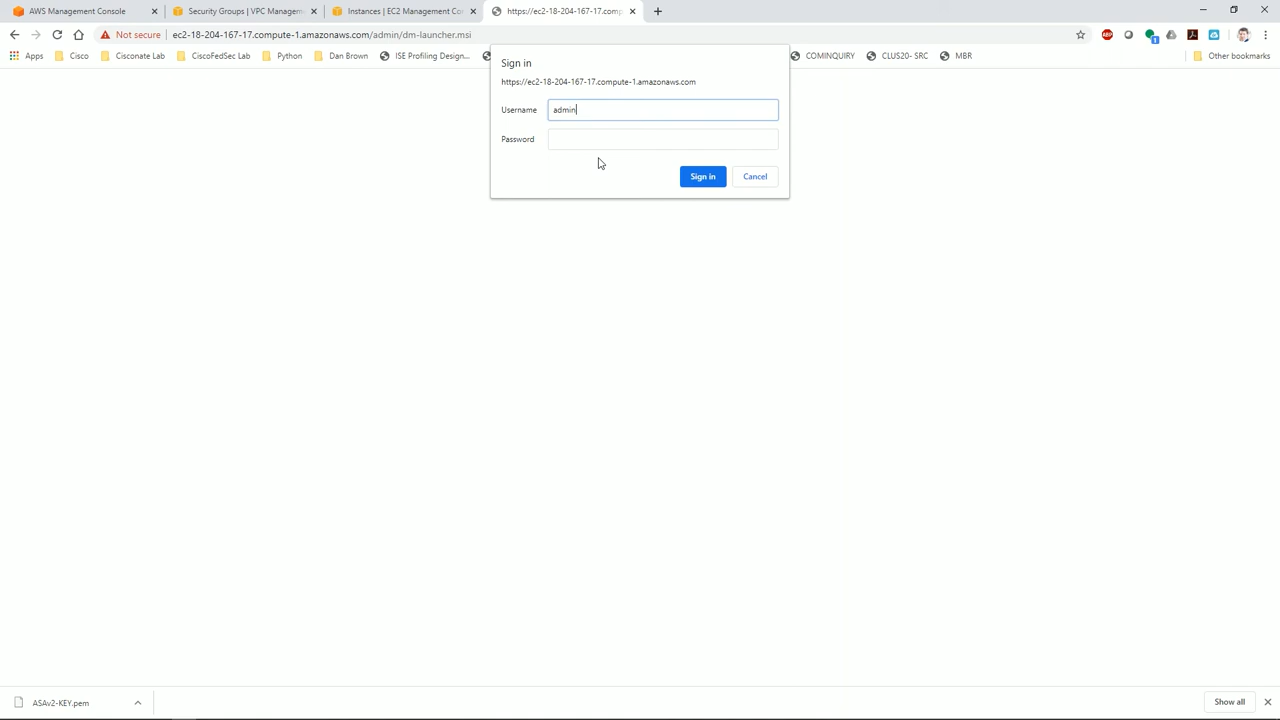 AWS Management Console
Security Groups | VPC Managem
Instances | EC2 Management Con
https://ec2-18-204-167-17.comp
Not secure
ec2-18-204-167-17.compute-1.amazonaws.com/admin/dm-launcher.msi
Apps
Cisco
Cisconate Lab
CiscoFedSec Lab
Python
Dan Brown
ISE Profiling Design...
COMINQUIRY
CLUS20- SRC
MBR
Other bookmarks
Sign in
https://ec2-18-204-167-17.compute-1.amazonaws.com
Username
admin
Password
Sign in
Cancel
ASAv2-KEY.pem
Show all